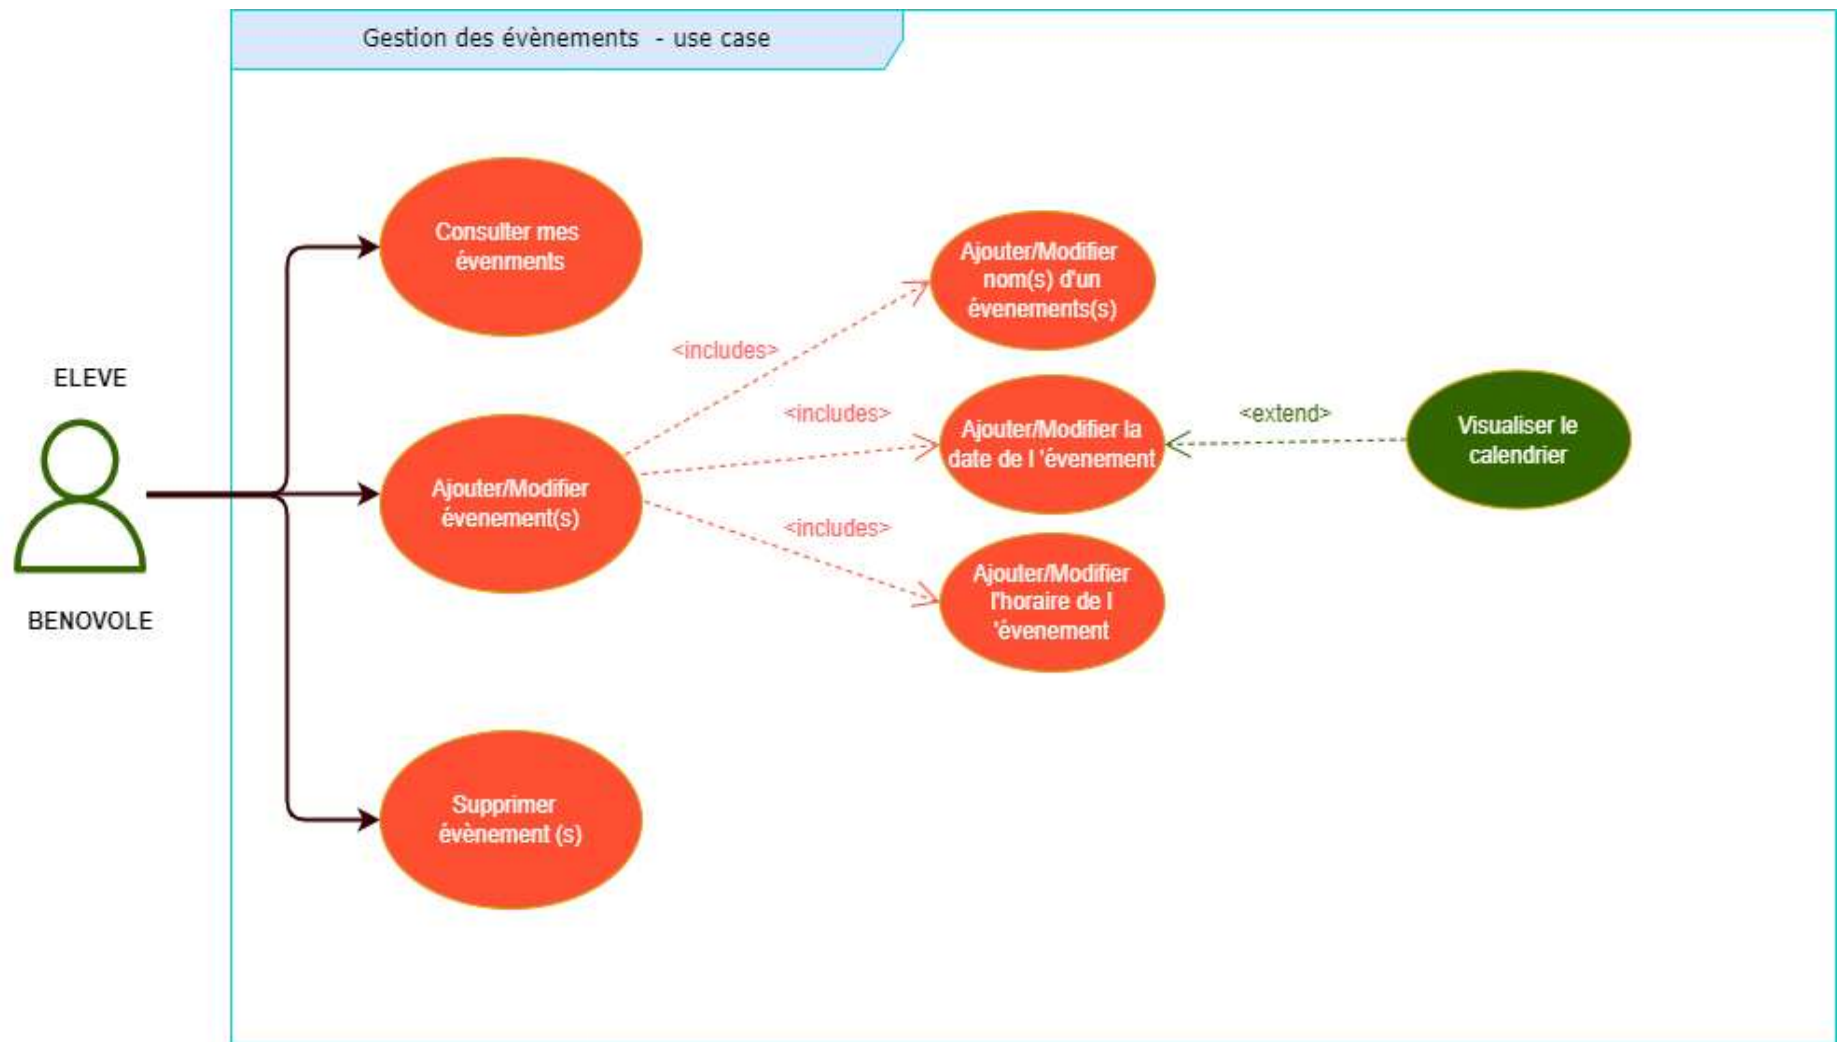 Gestion des évènements - use case
Consulter mes
évenments
Ajouter/Modifier
nom(s) d'un
évenements(s)
<includes>
ELEVE
<includes>
Ajouter/Modifier la
date de l 'évenement
<extend>
Visualiser le
calendrier
Ajouter/Modifier
évenement(s)
<includes>
Ajouter/Modifier
l'horaire de l
'évenement
BENOVOLE
Supprimer
évènement (s)